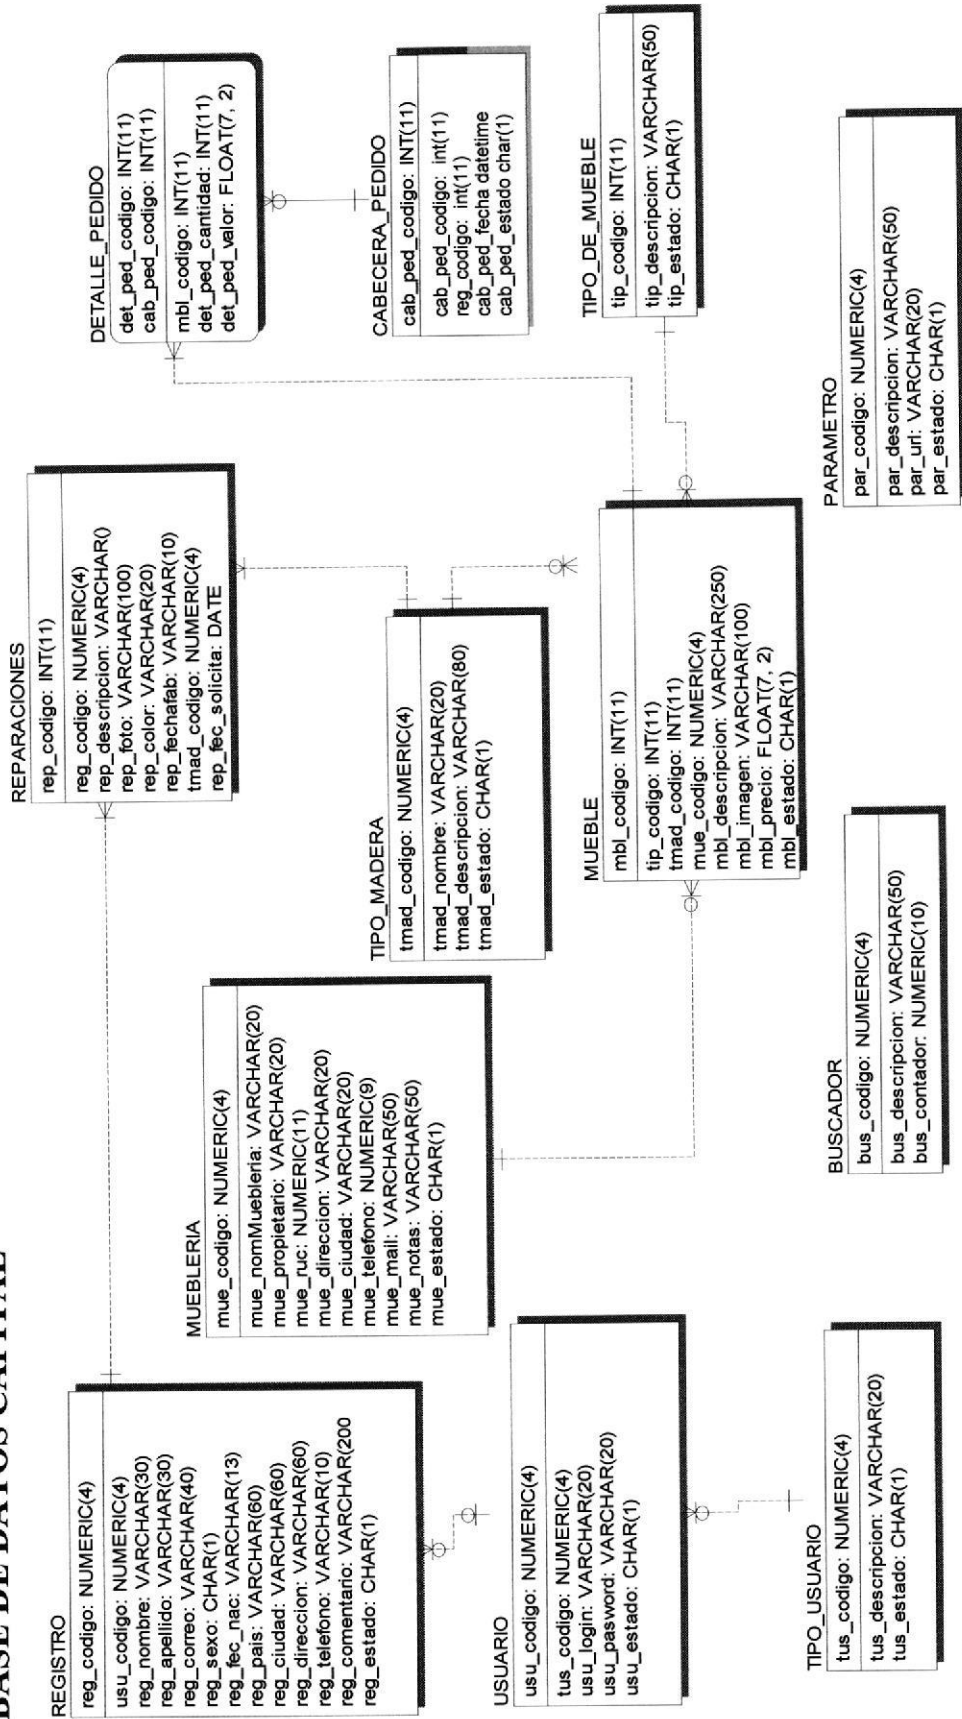 REGISTRO
reg_codigo: NUMERIC(4)
usu_codigo: NUMERIC(4)
reg_nombre: VARCHAR(30)
reg_apellido: VARCHAR(30)
reg_correo: VARCHAR(40)
reg_sexo: CHAR(1)
reg_fec_nac: VARCHAR(13)
reg_pais: VARCHAR(60)
reg_ciudad: VARCHAR(60)
reg_direccion: VARCHAR(60)
reg_telefono: VARCHAR(10)
reg_comentario: VARCHAR(200
reg_estado: CHAR(1)
USUARIO
usu_codigo: NUMERIC(4)
tus_codigo: NUMERIC(4)
usu_login: VARCHAR(20)
usu_pasword: VARCHAR(20)
usu_estado: CHAR(1)
TIPO_USUARIO
tus_codigo: NUMERIC(4)
tus_descripcion: VARCHAR(20)
tus_estado: CHAR(1)
MUEBLERIA
mue_codigo: NUMERIC(4)
mue_nomMuebleria: VARCHAR(20)
mue_propietario: VARCHAR(20)
mue_ruc: NUMERIC(11)
mue_direccion: VARCHAR(20)
mue_ciudad: VARCHAR(20)
mue_telefono: NUMERIC(9)
mue_mail: VARCHAR(50)
mue_notas: VARCHAR(50)
mue_estado: CHAR(1)
BUSCADOR
bus_codigo: NUMERIC(4)
bus_descripcion: VARCHAR(50)
bus_contador: NUMERIC(10)
REPARACIONES
rep_codigo: INT(11)
reg_codigo: NUMERIC(4)
rep_descripcion: VARCHAR()
rep_foto: VARCHAR(100)
rep_color: VARCHAR(20)
rep_fechafab: VARCHAR(10)
tmad_codigo: NUMERIC(4)
rep_fec_solicita: DATE
TIPO_MADERA
tmad_codigo: NUMERIC(4)
tmad_nombre: VARCHAR(20)
tmad_descripcion: VARCHAR(80)
tmad_estado: CHAR(1)
MUEBLE
mbl_codigo: INT(11)
tip_codigo: INT(11)
tmad_codigo: INT(11)
mue_codigo: NUMERIC(4)
mbl_descripcion: VARCHAR(250)
mbl_imagen: VARCHAR(100)
mbl_precio: FLOAT(7, 2)
mbl_estado: CHAR(1)
PARAMETRO
par_codigo: NUMERIC(4)
par_descripcion: VARCHAR(50)
par_url: VARCHAR(20)
par_estado: CHAR(1)
DETALLE_PEDIDO
det_ped_codigo: INT(11)
cab_ped_codigo: INT(11)
mbl_codigo: INT(11)
det_ped_cantidad: INT(11)
det_ped_valor: FLOAT(7, 2)
CABECERA_PEDIDO
cab_ped_codigo: INT(11)
cab_ped_codigo: int(11)
reg_codigo: int(11)
cab_ped_fecha datetime
cab_ped_estado char(1)
TIPO_DE_MUEBLE
tip_codigo: INT(11)
tip_descripcion: VARCHAR(50)
tip_estado: CHAR(1)